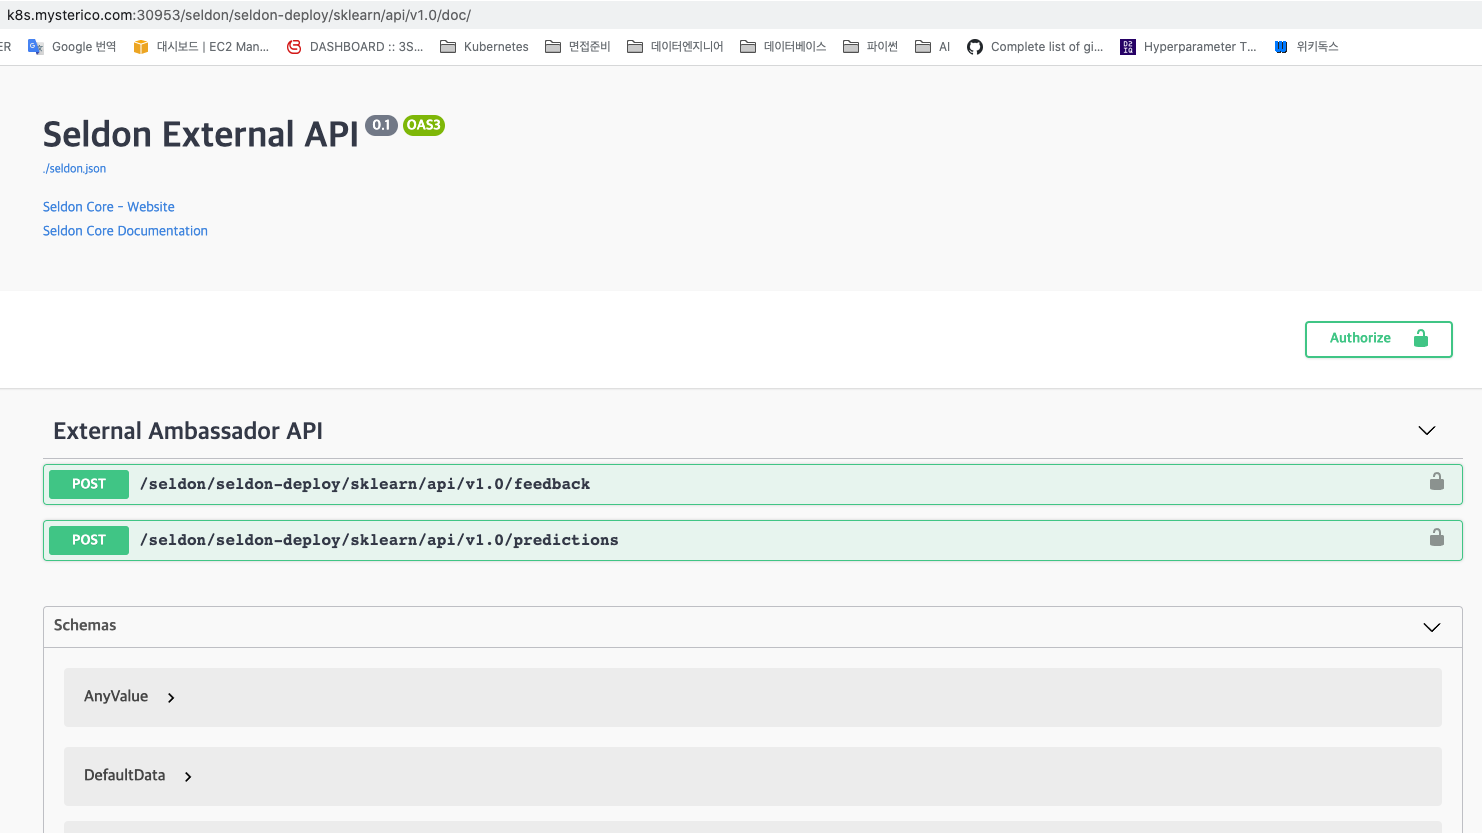 k8s.mysterico.com:30953/seldon/seldon-deploy/sklearn/api/v1.0/doc/
ER Google 번역 대시보드 | EC2 Man... DASHBOARD :: 3S... Kubernetes 면접준비 데이터엔지니어 데이터베이스 파이썬 AI Complete list of gi... Hyperparameter T... 위키독스
Seldon External API 0.1 OAS3
./seldon.json
Seldon Core - Website
Seldon Core Documentation
Authorize
External Ambassador API
POST /seldon/seldon-deploy/sklearn/api/v1.0/feedback
POST /seldon/seldon-deploy/sklearn/api/v1.0/predictions
Schemas
AnyValue
DefaultData